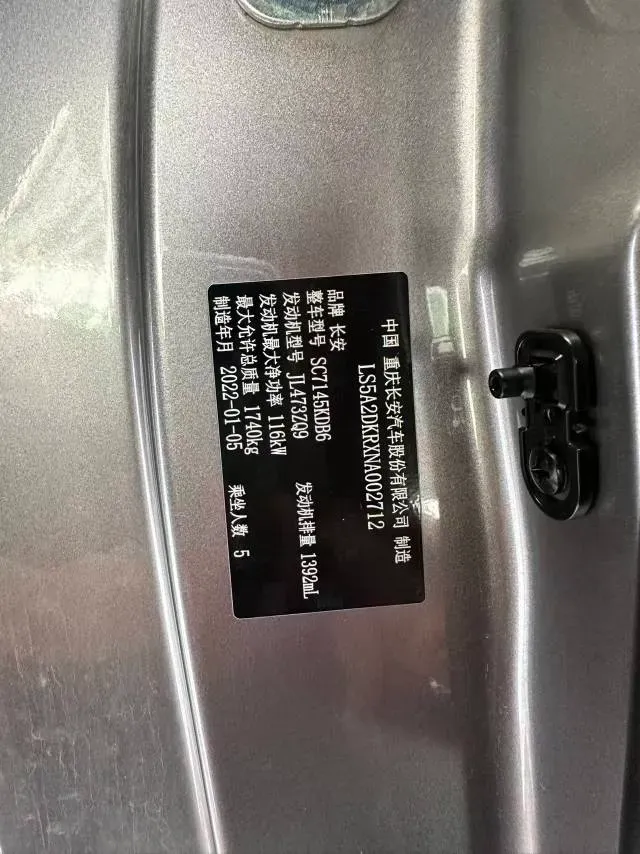 中国 重庆长安汽车股份有限公司 制造
LS5A2DKRXNA002712
品牌 长安
整车型号 SC7145KDB6
发动机型号 JL473ZQ9 发动机排量 1392mL
发动机最大净功率 116kW
最大允许总质量 1740kg
制造年月 2022-01-05 乘坐人数 5